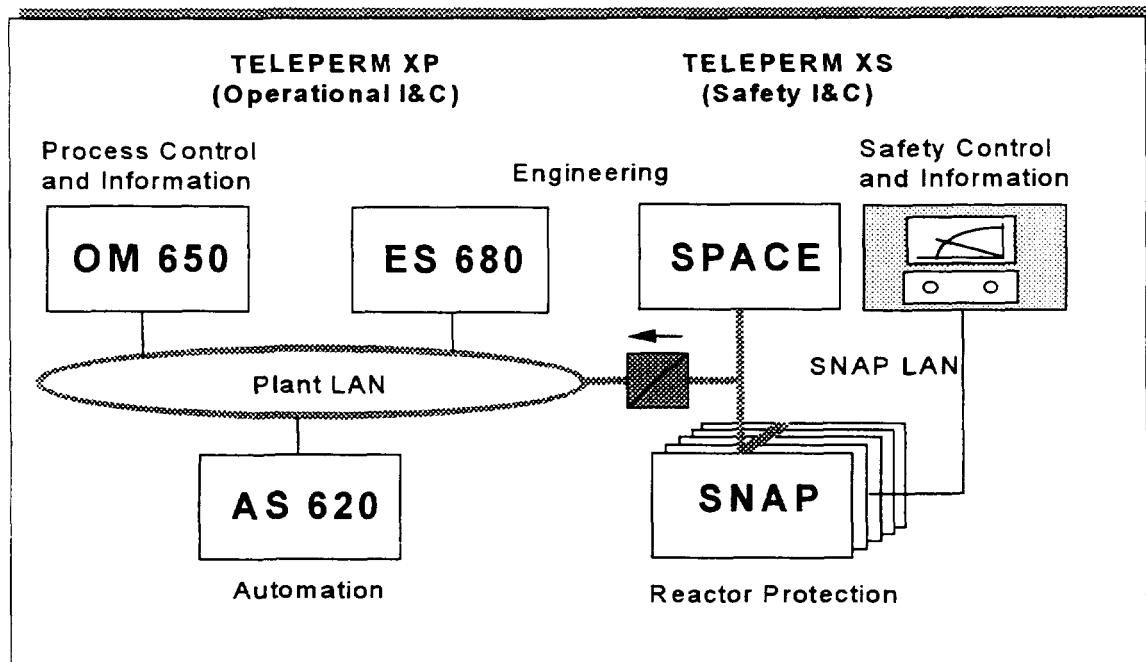 TELEPERM XP
(Operational I&C)
TELEPERM XS
(Safety I&C)
Process Control
and Information
Engineering
Safety Control
and Information
OM 650
ES 680
SPACE
Plant LAN
SNAP LAN
AS 620
SNAP
Automation
Reactor Protection